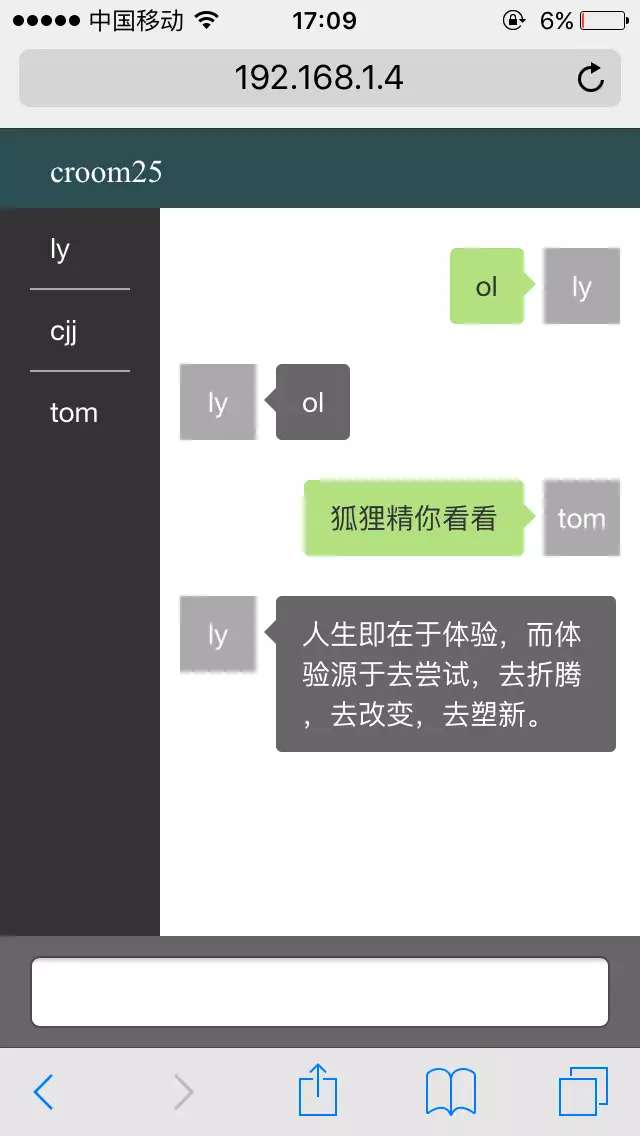 中国移动 17:09 6%
192.168.1.4
croom25
ly
cjj
tom
ol ly
ly ol
狐狸精你看看 tom
ly 人生即在于体验，而体
验源于去尝试，去折腾
，去改变，去塑新。